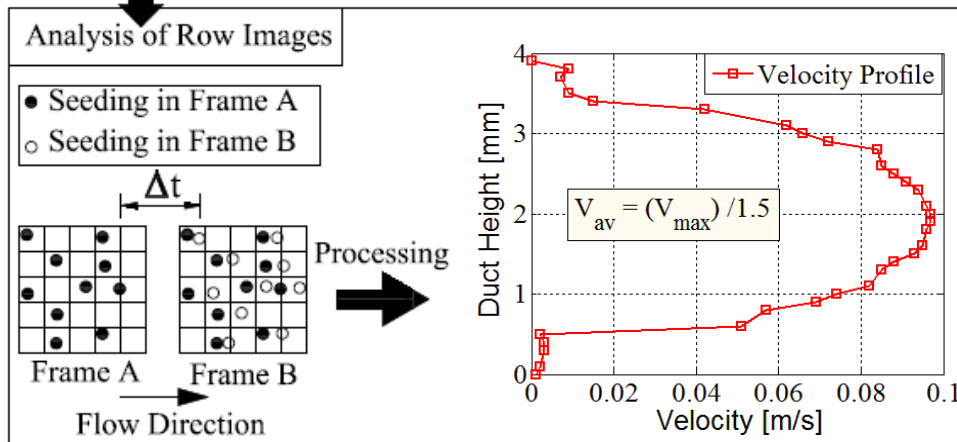 Analysis of Row Images
Seeding in Frame A
Seeding in Frame B
Δt
Frame A
Frame B
Flow Direction
Processing
Velocity Profile
V_av = (V_max) /1.5
Duct Height [mm]
4
3
2
1
0
0
0.02
0.04
0.06
0.08
0.1
Velocity [m/s]